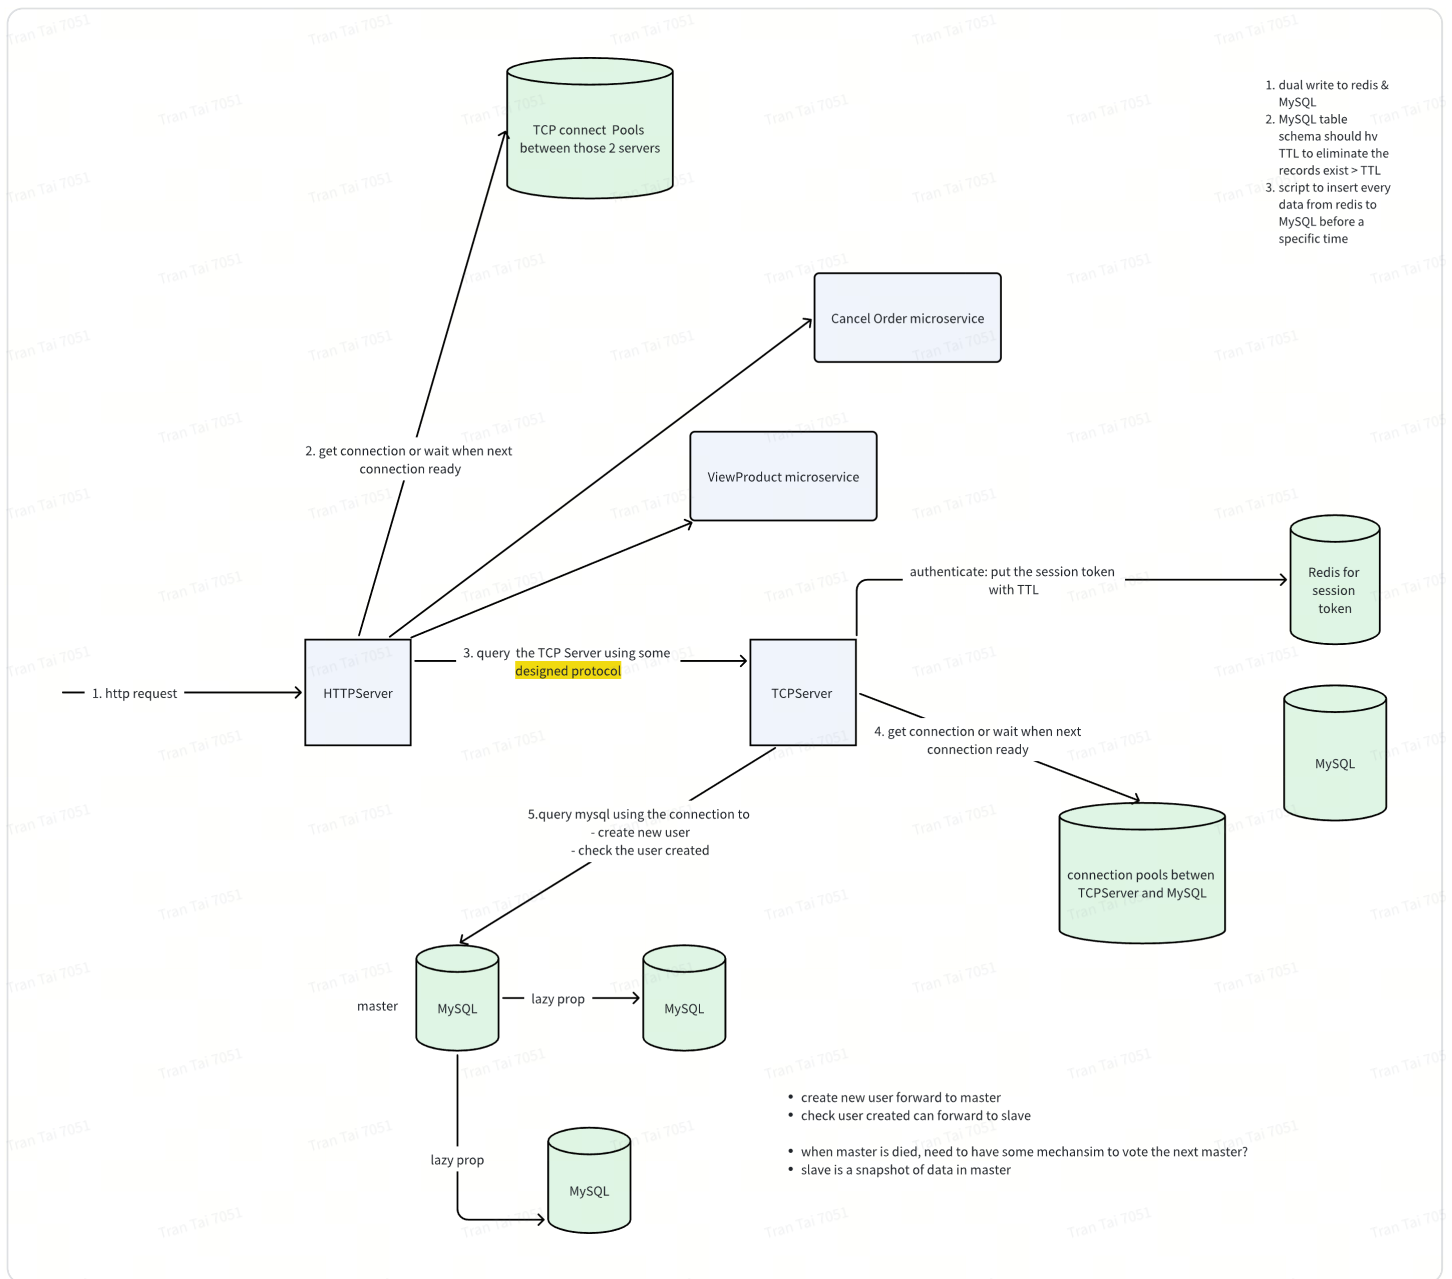 TCP connect Pools
between those 2 servers
1. dual write to redis &
MySQL
2. MySQL table
schema should hv
TTL to eliminate the
records exist > TTL
3. script to insert every
data from redis to
MySQL before a
specific time
Cancel Order microservice
2. get connection or wait when next
connection ready
ViewProduct microservice
authenticate: put the session token
with TTL
Redis for
session
token
3. query the TCP Server using some
designed protocol
1. http request
HTTPServer
TCPServer
4. get connection or wait when next
connection ready
MySQL
5.query mysql using the connection to
- create new user
- check the user created
connection pools betwen
TCPServer and MySQL
master
MySQL
lazy prop
MySQL
• create new user forward to master
• check user created can forward to slave
• when master is died, need to have some mechansim to vote the next master?
• slave is a snapshot of data in master
lazy prop
MySQL
Tran Tai 7051